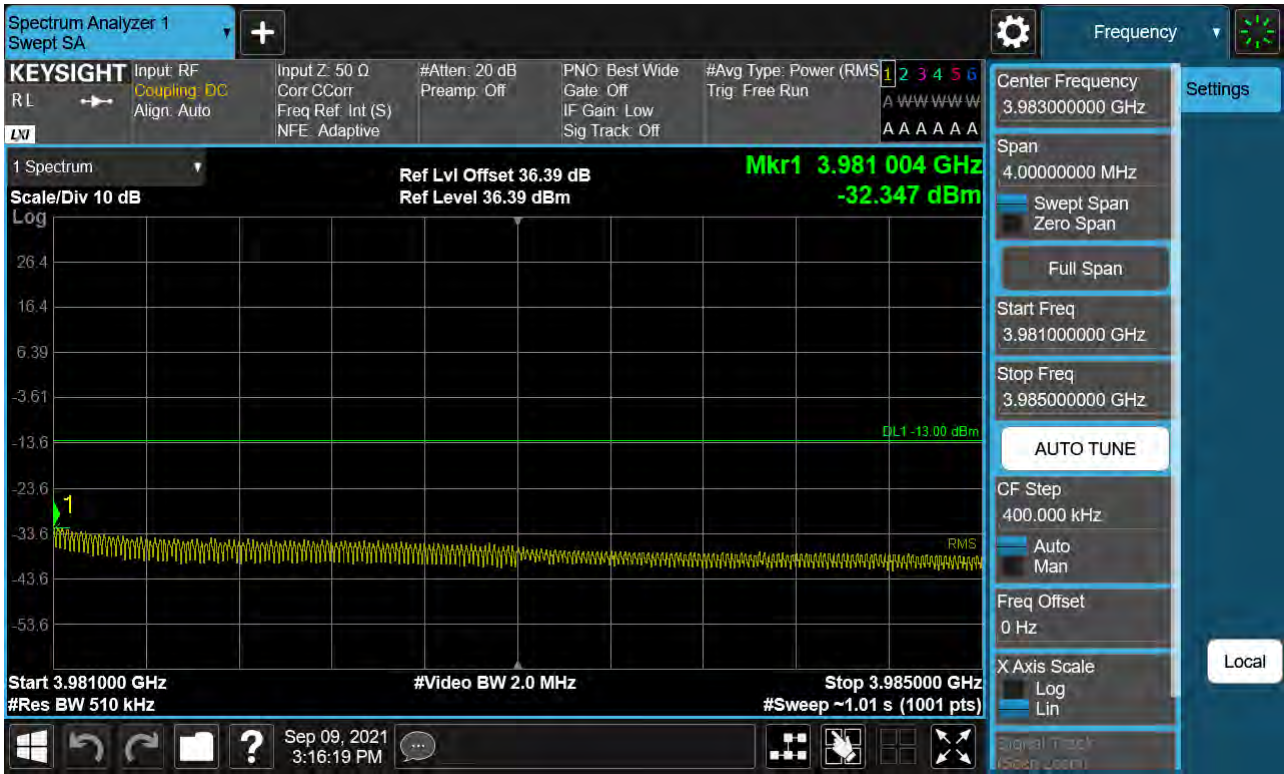 Spectrum Analyzer 1
Swept SA
+
Frequency
KEYSIGHT
RL
LXI
Input: RF
Coupling: DC
Align: Auto
Input Z: 50 Ω
Corr CCorr
Freq Ref: Int (S)
NFE: Adaptive
#Atten: 20 dB
Preamp: Off
PNO: Best Wide
Gate: Off
IF Gain: Low
Sig Track: Off
#Avg Type: Power (RMS
Trig: Free Run
1 2 3 4 5 6
A W W W W W
A A A A A A
1 Spectrum
Scale/Div 10 dB
Log
Ref Lvl Offset 36.39 dB
Ref Level 36.39 dBm
Mkr1 3.981 004 GHz
-32.347 dBm
26.4
16.4
6.39
-3.61
-13.6
-23.6
-33.6
-43.6
-53.6
DL1 -13.00 dBm
1
RMS
Start 3.981000 GHz
#Res BW 510 kHz
#Video BW 2.0 MHz
Stop 3.985000 GHz
#Sweep ~1.01 s (1001 pts)
Center Frequency
3.983000000 GHz
Span
4.00000000 MHz
Swept Span
Zero Span
Full Span
Start Freq
3.981000000 GHz
Stop Freq
3.985000000 GHz
AUTO TUNE
CF Step
400.000 kHz
Auto
Man
Freq Offset
0 Hz
X Axis Scale
Log
Lin
Signal Track
(Span Zoom)
Settings
Local
?
Sep 09, 2021
3:16:19 PM